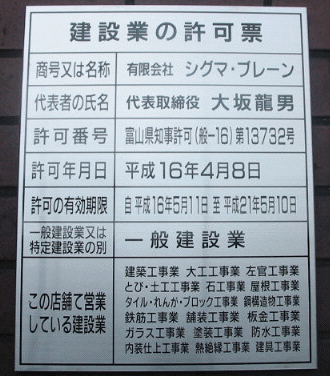 建設業の許可票
商号又は名称 有限会社 シグマ・ブレーン
代表者の氏名 代表取締役 大坂龍男
許可番号 富山県知事許可(般-16)第13732号
許可年月日 平成16年4月8日
許可の有効期限 自 平成16年5月11日 至 平成21年5月10日
一般建設業又は
特定建設業の別
一般建設業
この店舗で営業
している建設業
建築工事業 大工工事業 左官工事業
とび・土工工事業 石工事業 屋根工事業
タイル・れんが・ブロック工事業 鋼構造物工事業
鉄筋工事業 舗装工事業 板金工事業
ガラス工事業 塗装工事業 防水工事業
内装仕上工事業 熱絶縁工事業 建具工事業